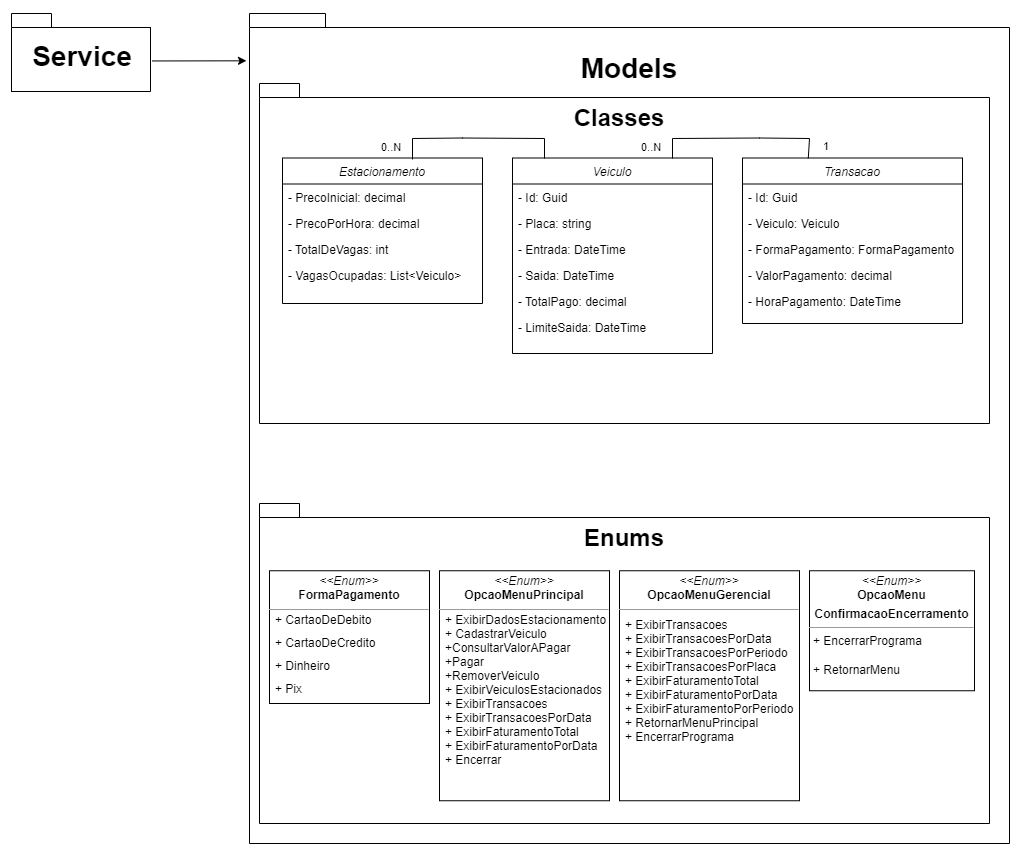 Service
Models
Classes
0..N
0..N
1
Estacionamento
- PrecoInicial: decimal
- PrecoPorHora: decimal
- TotalDeVagas: int
- VagasOcupadas: List<Veiculo>
Veiculo
- Id: Guid
- Placa: string
- Entrada: DateTime
- Saida: DateTime
- TotalPago: decimal
- LimiteSaida: DateTime
Transacao
- Id: Guid
- Veiculo: Veiculo
- FormaPagamento: FormaPagamento
- ValorPagamento: decimal
- HoraPagamento: DateTime
Enums
<<Enum>>
FormaPagamento
+ CartaoDeDebito
+ CartaoDeCredito
+ Dinheiro
+ Pix
<<Enum>>
OpcaoMenuPrincipal
+ ExibirDadosEstacionamento
+ CadastrarVeiculo
+ConsultarValorAPagar
+Pagar
+RemoverVeiculo
+ ExibirVeiculosEstacionados
+ ExibirTransacoes
+ ExibirTransacoesPorData
+ ExibirFaturamentoTotal
+ ExibirFaturamentoPorData
+ Encerrar
<<Enum>>
OpcaoMenuGerencial
+ ExibirTransacoes
+ ExibirTransacoesPorData
+ ExibirTransacoesPorPeriodo
+ ExibirTransacoesPorPlaca
+ ExibirFaturamentoTotal
+ ExibirFaturamentoPorData
+ ExibirFaturamentoPorPeriodo
+ RetornarMenuPrincipal
+ EncerrarPrograma
<<Enum>>
OpcaoMenu
ConfirmacaoEncerramento
+ EncerrarPrograma
+ RetornarMenu